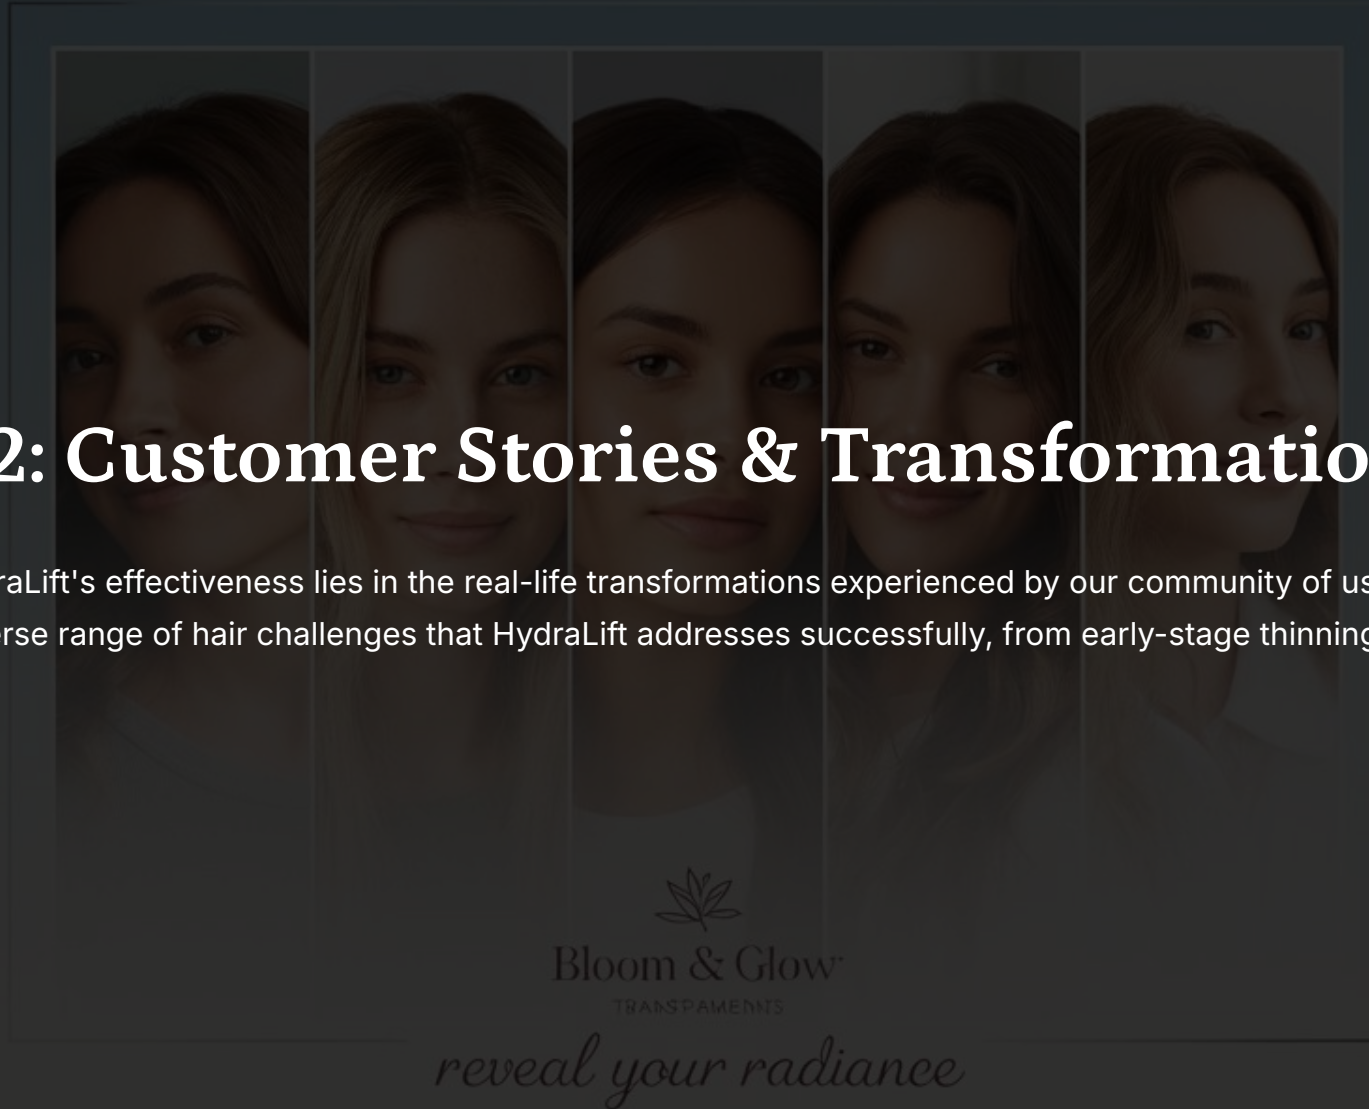 2: Customer Stories & Transformatio
raLift's effectiveness lies in the real-life transformations experienced by our community of us
erse range of hair challenges that HydraLift addresses successfully, from early-stage thinning
Bloom & Glow
TRANSPAMENNTS
reveal your radiance